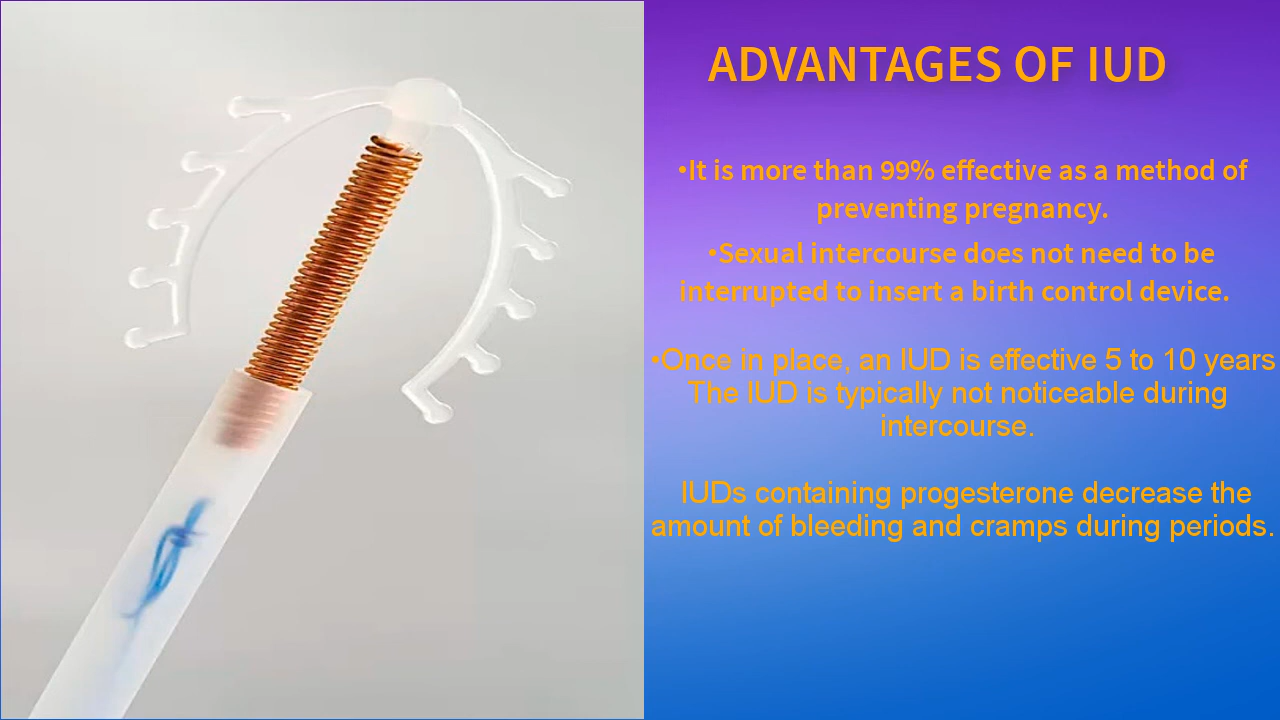 ADVANTAGES OF IUD
•It is more than 99% effective as a method of
preventing pregnancy.
•Sexual intercourse does not need to be
interrupted to insert a birth control device.
•Once in place, an IUD is effective 5 to 10 years
The IUD is typically not noticeable during
intercourse.
IUDs containing progesterone decrease the
amount of bleeding and cramps during periods.